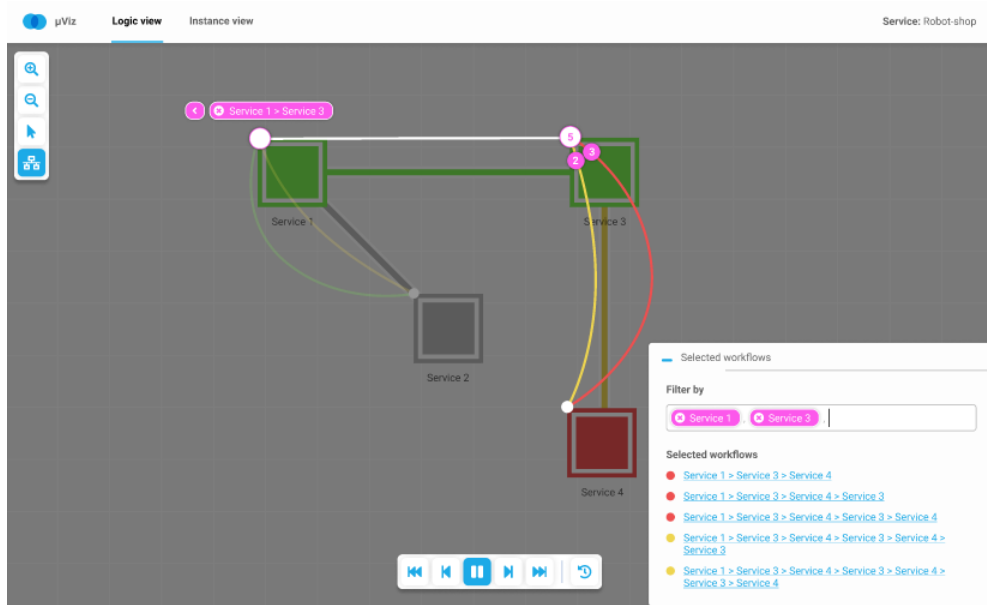 μViz
Logic view
Instance view
Service: Robot-shop
Service 1 > Service 3
5
3
2
Service 1
Service 3
Service 2
Service 4
Selected workflows
Filter by
Service 1 , Service 3 ,
Selected workflows
Service 1 > Service 3 > Service 4
Service 1 > Service 3 > Service 4 > Service 3
Service 1 > Service 3 > Service 4 > Service 3 > Service 4
Service 1 > Service 3 > Service 4 > Service 3 > Service 4 >
Service 3
Service 1 > Service 3 > Service 4 > Service 3 > Service 4 >
Service 3 > Service 4